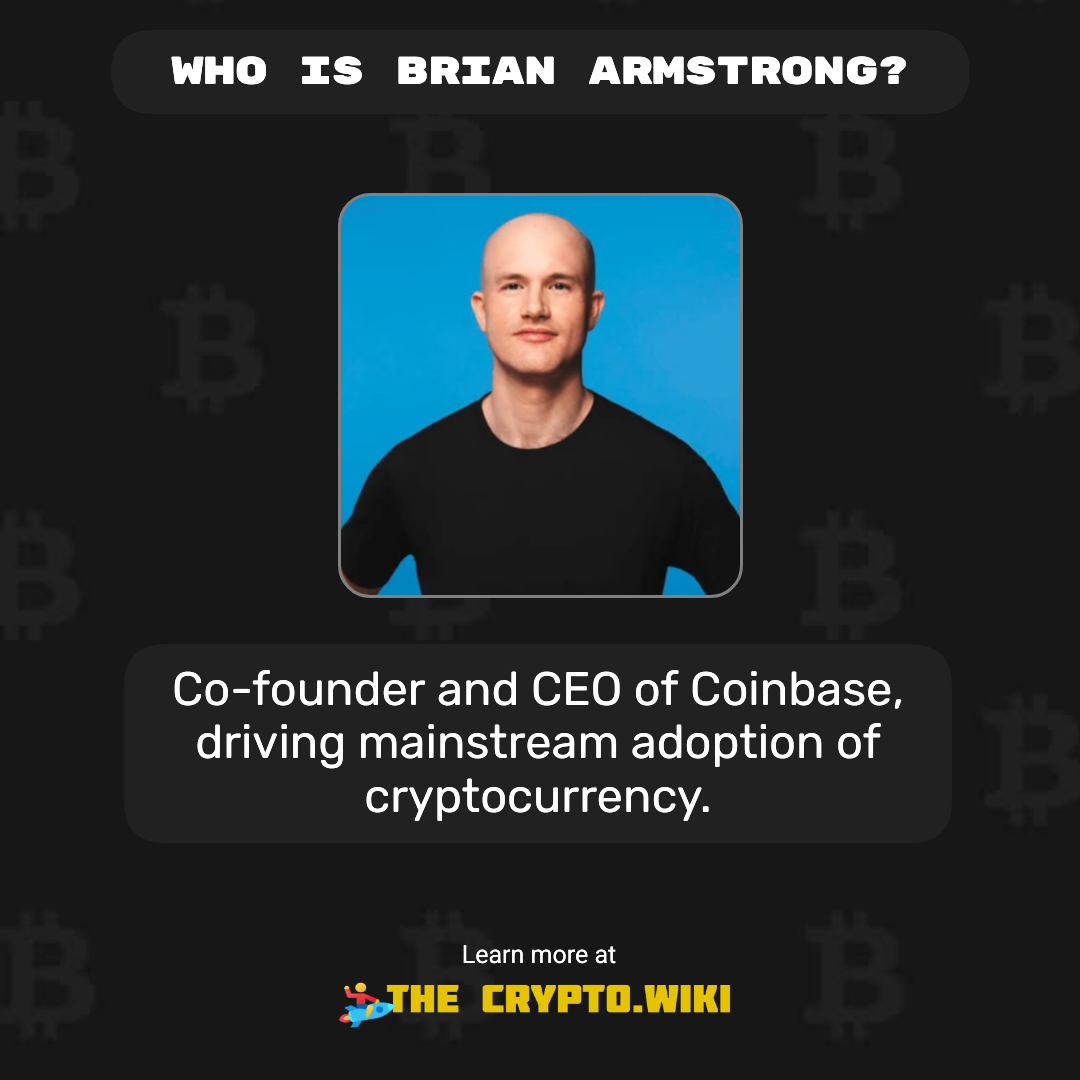 WHO IS BRIAN ARMSTRONG?
Co-founder and CEO of Coinbase,
driving mainstream adoption of
cryptocurrency.
Learn more at
THE CRYPTO.WIKI